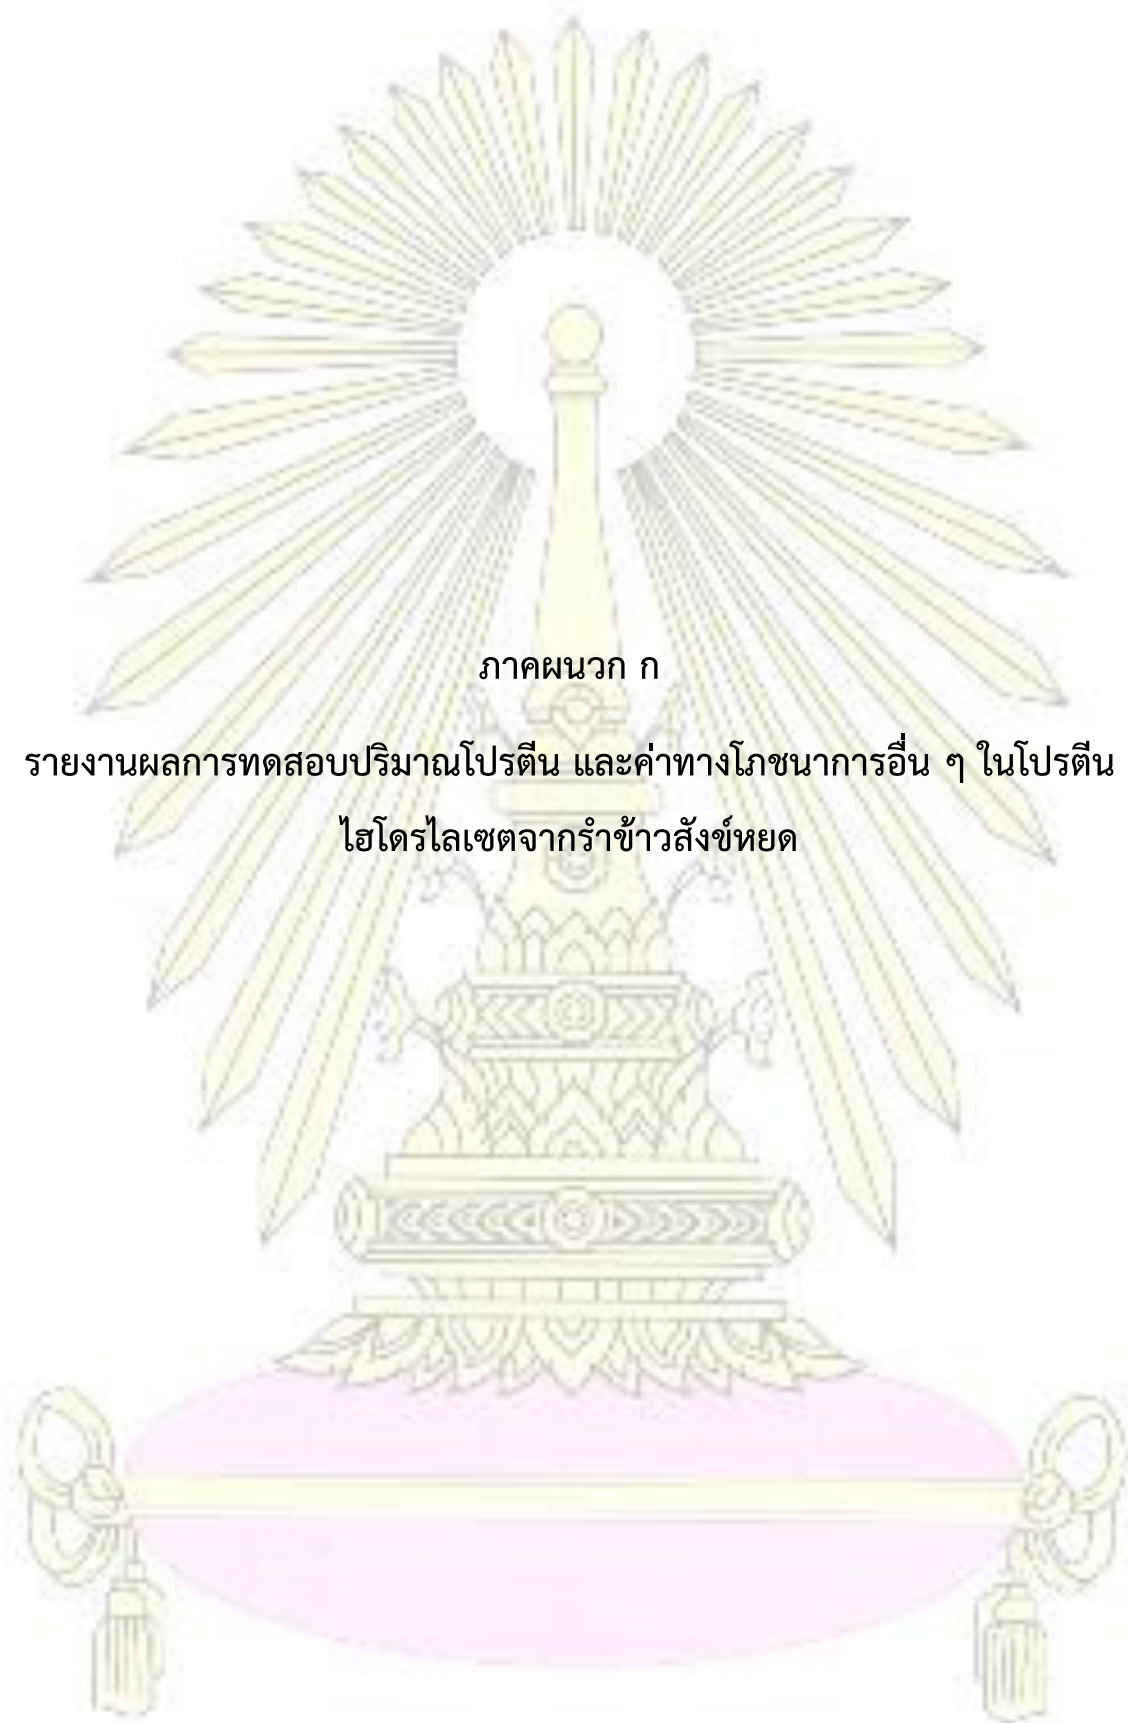 ภาคผนวก ก
รายงานผลการทดสอบปริมาณโปรตีน และค่าทางโภชนาการอื่น ๆ ในโปรตีน
ไฮโดรไลเซตจากรำข้าวสังข์หยด